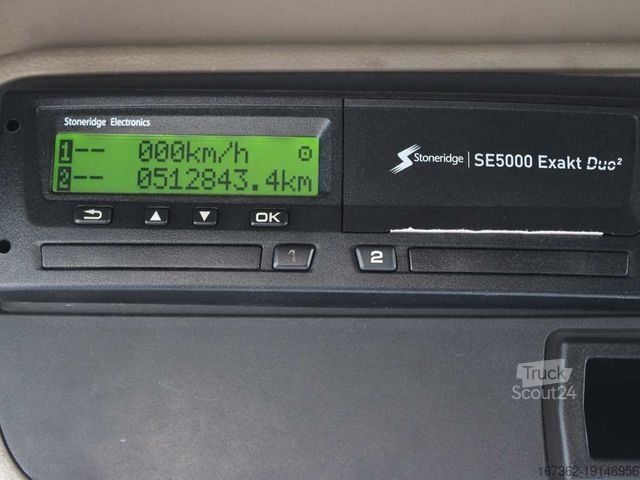 Stoneridge Electronics
1 -- 000km/h
2 -- 0512843.4km
OK
Stoneridge | SE5000 Exakt Duo²
1
2
Truck
Scout24
167362-19146956